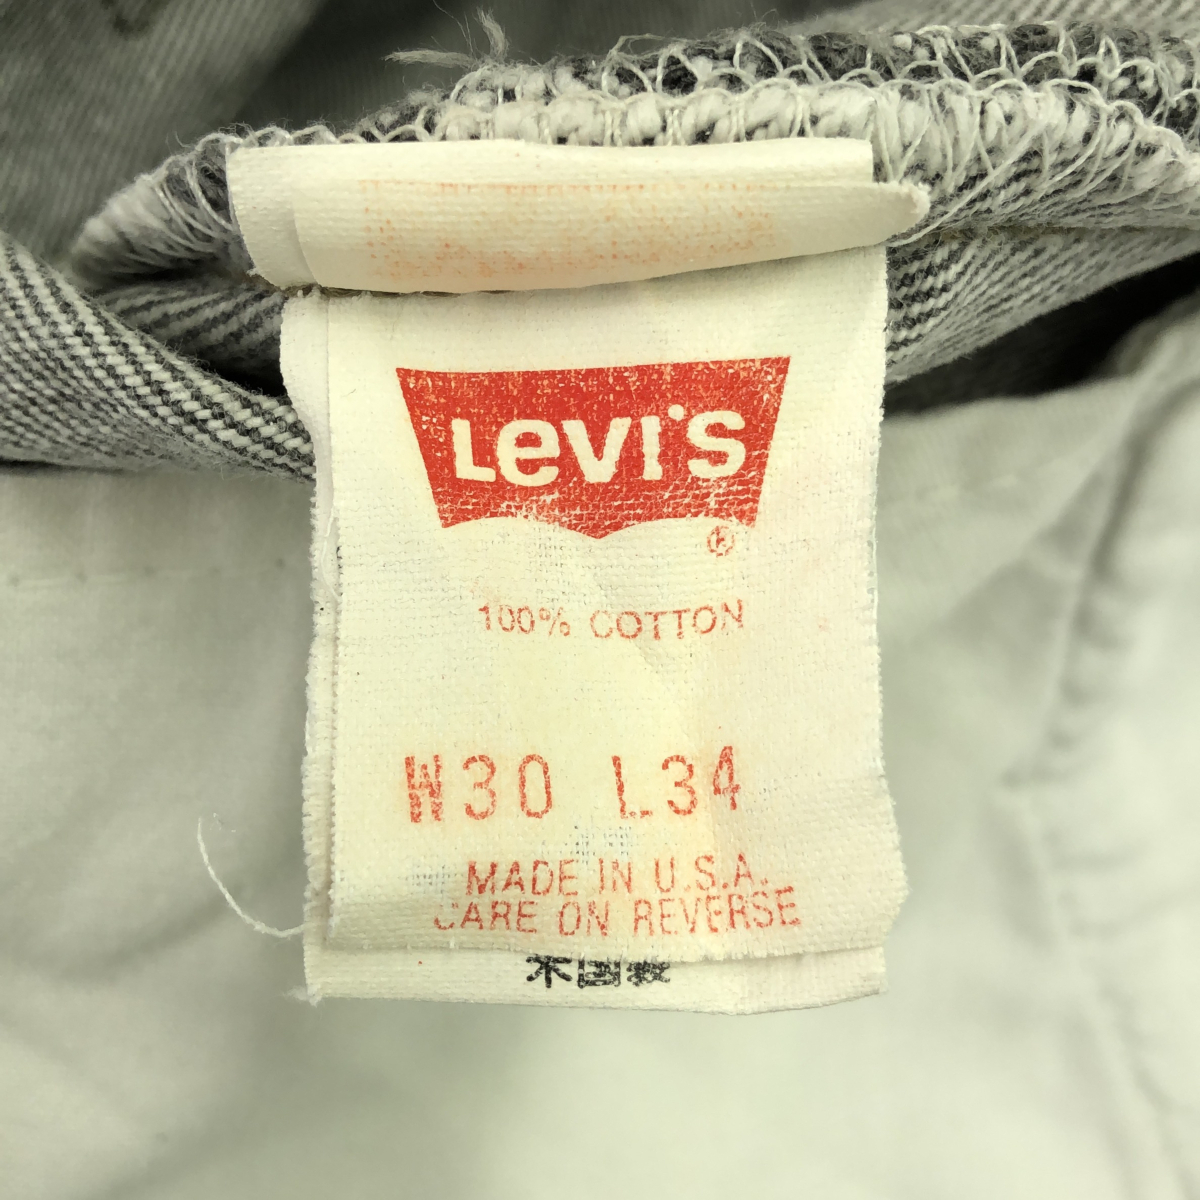 Levi's
®
100% COTTON
W30 L34
MADE IN U.S.A.
CARE ON REVERSE
米国製